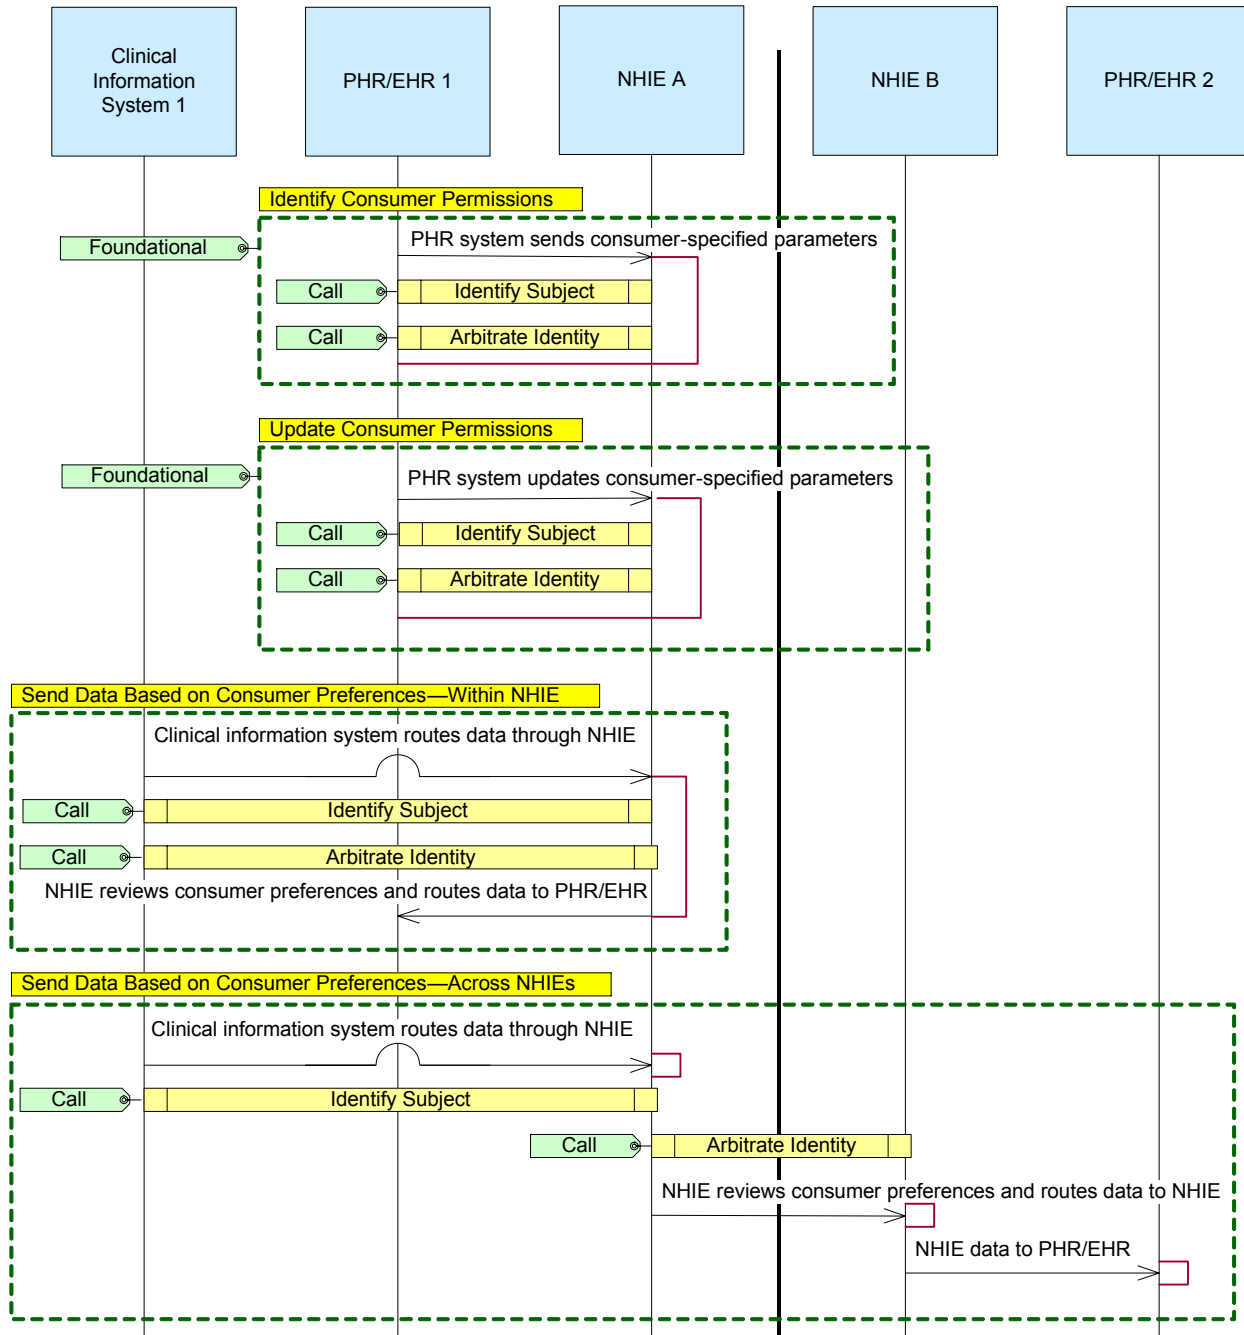 Clinical
Information
System 1
PHR/EHR 1
NHIE A
NHIE B
PHR/EHR 2
Identify Consumer Permissions
Foundational
PHR system sends consumer-specified parameters
Call
Identify Subject
Call
Arbitrate Identity
Update Consumer Permissions
Foundational
PHR system updates consumer-specified parameters
Call
Identify Subject
Call
Arbitrate Identity
Send Data Based on Consumer Preferences—Within NHIE
Clinical information system routes data through NHIE
Call
Identify Subject
Call
Arbitrate Identity
NHIE reviews consumer preferences and routes data to PHR/EHR
Send Data Based on Consumer Preferences—Across NHIEs
Clinical information system routes data through NHIE
Call
Identify Subject
Call
Arbitrate Identity
NHIE reviews consumer preferences and routes data to NHIE
NHIE data to PHR/EHR